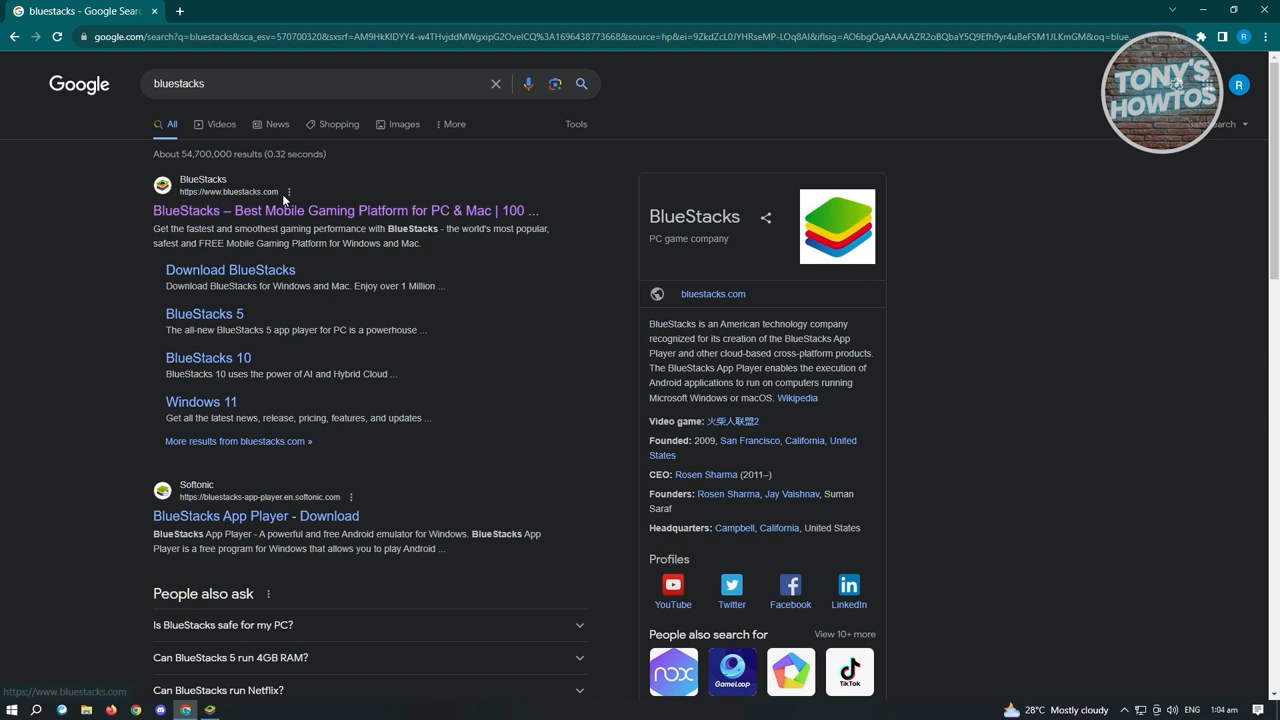 bluestacks - Google Sear
google.com/search?q=bluestacks&sca_esv=570700320&sxsrf=AM9HkKIDYY4-w4THvjddMWgxipG2OvelVCQ%3A1696438773668&source=hp&ei=9ZkdZcL0JYHRseMP-LOq8AI&iflsig=AO6bgOgAAAAAZR2oBQbaY5Q9Efh9yr4uBeFSM1JLKmGM&oq=blue...
R
Google
bluestacks
TONY'S
HOWTOS
R
All
Videos
News
Shopping
Images
Tools
About 54,700,000 results (0.32 seconds)
BlueStacks
https://www.bluestacks.com
BlueStacks – Best Mobile Gaming Platform for PC & Mac | 100 ...
Get the fastest and smoothest gaming performance with BlueStacks - the world's most popular,
safest and FREE Mobile Gaming Platform for Windows and Mac.
Download BlueStacks
Download BlueStacks for Windows and Mac. Enjoy over 1 Million ...
BlueStacks 5
The all-new BlueStacks 5 app player for PC is a powerhouse ...
BlueStacks 10
BlueStacks 10 uses the power of AI and Hybrid Cloud ...
Windows 11
Get all the latest news, release, pricing, features, and updates ...
More results from bluestacks.com »
Softonic
https://bluestacks-app-player.en.softonic.com
BlueStacks App Player - Download
BlueStacks App Player - A powerful and free Android emulator for Windows. BlueStacks App
Player is a free program for Windows that allows you to play Android ...
People also ask
Is BlueStacks safe for my PC?
Can BlueStacks 5 run 4GB RAM?
Can BlueStacks run Netflix?
BlueStacks
PC game company
bluestacks.com
BlueStacks is an American technology company
recognized for its creation of the BlueStacks App
Player and other cloud-based cross-platform products.
The BlueStacks App Player enables the execution of
Android applications to run on computers running
Microsoft Windows or macOS. Wikipedia
Video game: 火柴人联盟2
Founded: 2009, San Francisco, California, United
States
CEO: Rosen Sharma (2011–)
Founders: Rosen Sharma, Jay Vaishnav, Suman
Saraf
Headquarters: Campbell, California, United States
Profiles
YouTube
Twitter
Facebook
LinkedIn
People also search for
View 10+ more
nox
GameLoop
TikTok
https://www.bluestacks.com
28°C Mostly cloudy
1:04 am